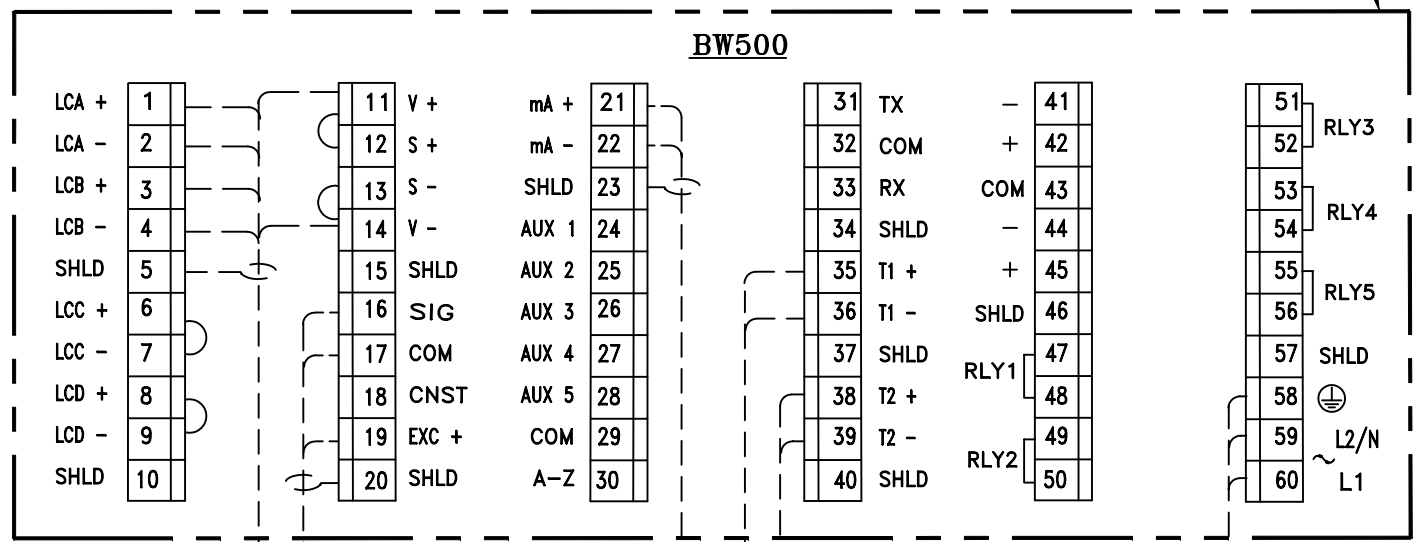 BW500
LCA + 1 11 V + mA + 21 31 TX - 41 51 RLY3
LCA - 2 12 S + mA - 22 32 COM + 42 52
LCB + 3 13 S - SHLD 23 33 RX COM 43 53 RLY4
LCB - 4 14 V - AUX 1 24 34 SHLD - 44 54
SHLD 5 15 SHLD AUX 2 25 35 T1 + + 45 55 RLY5
LCC + 6 16 SIG AUX 3 26 36 T1 - SHLD 46 56
LCC - 7 17 COM AUX 4 27 37 SHLD RLY1 47 57 SHLD
LCD + 8 18 CNST AUX 5 28 38 T2 + 48 58
LCD - 9 19 EXC + COM 29 39 T2 - RLY2 49 59 L2/N
SHLD 10 20 SHLD A-Z 30 40 SHLD 50 60 ~ L1